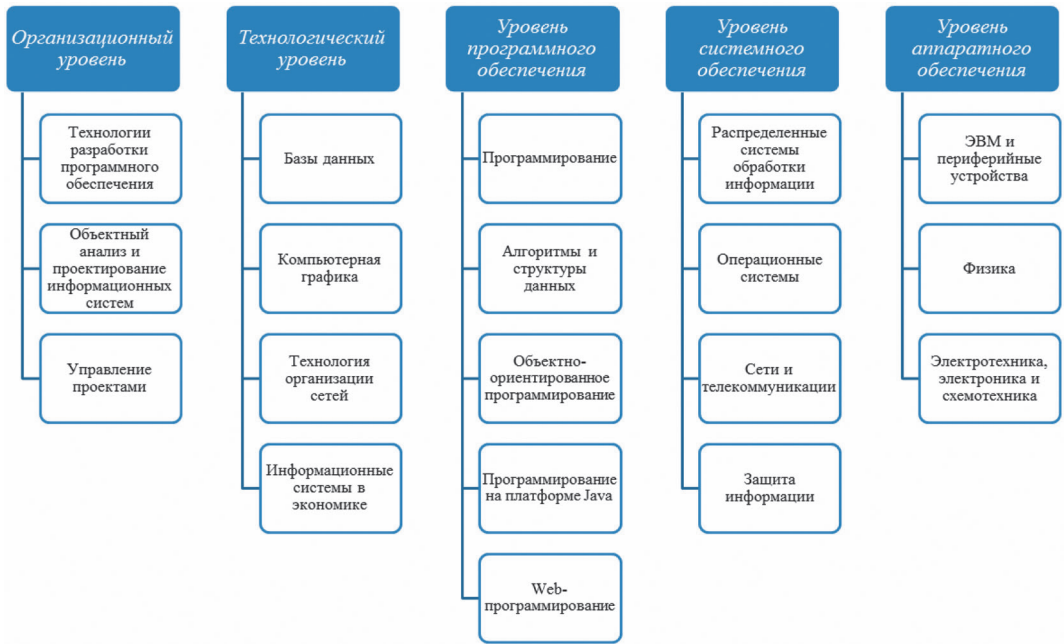 Организационный
уровень
Технологии
разработки
программного
обеспечения
Объектный
анализ и
проектирование
информационных
систем
Управление
проектами
Технологический
уровень
Базы данных
Компьютерная
графика
Технология
организации
сетей
Информационные
системы в
экономике
Уровень
программного
обеспечения
Программирование
Алгоритмы и
структуры
данных
Объектно-
ориентированное
программирование
Программирование
на платформе Java
Web-
программирование
Уровень
системного
обеспечения
Распределенные
системы
обработки
информации
Операционные
системы
Сети и
телекоммуникации
Защита
информации
Уровень
аппаратного
обеспечения
ЭВМ и
периферийные
устройства
Физика
Электротехника,
электроника и
схемотехника